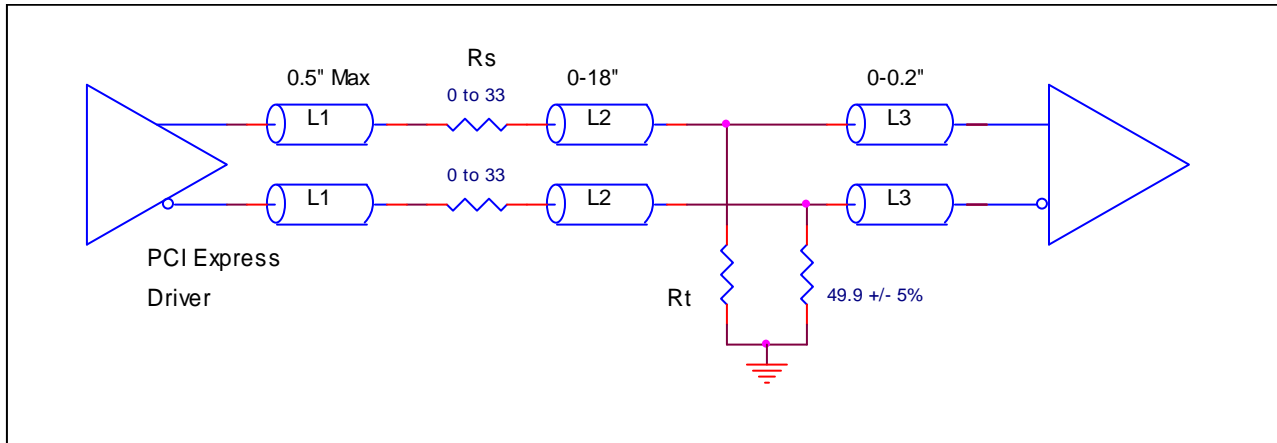 Rs
0.5" Max
0-18"
0-0.2"
0 to 33
L1
L2
L3
0 to 33
L1
L2
L3
PCI Express
Driver
Rt
49.9 +/- 5%